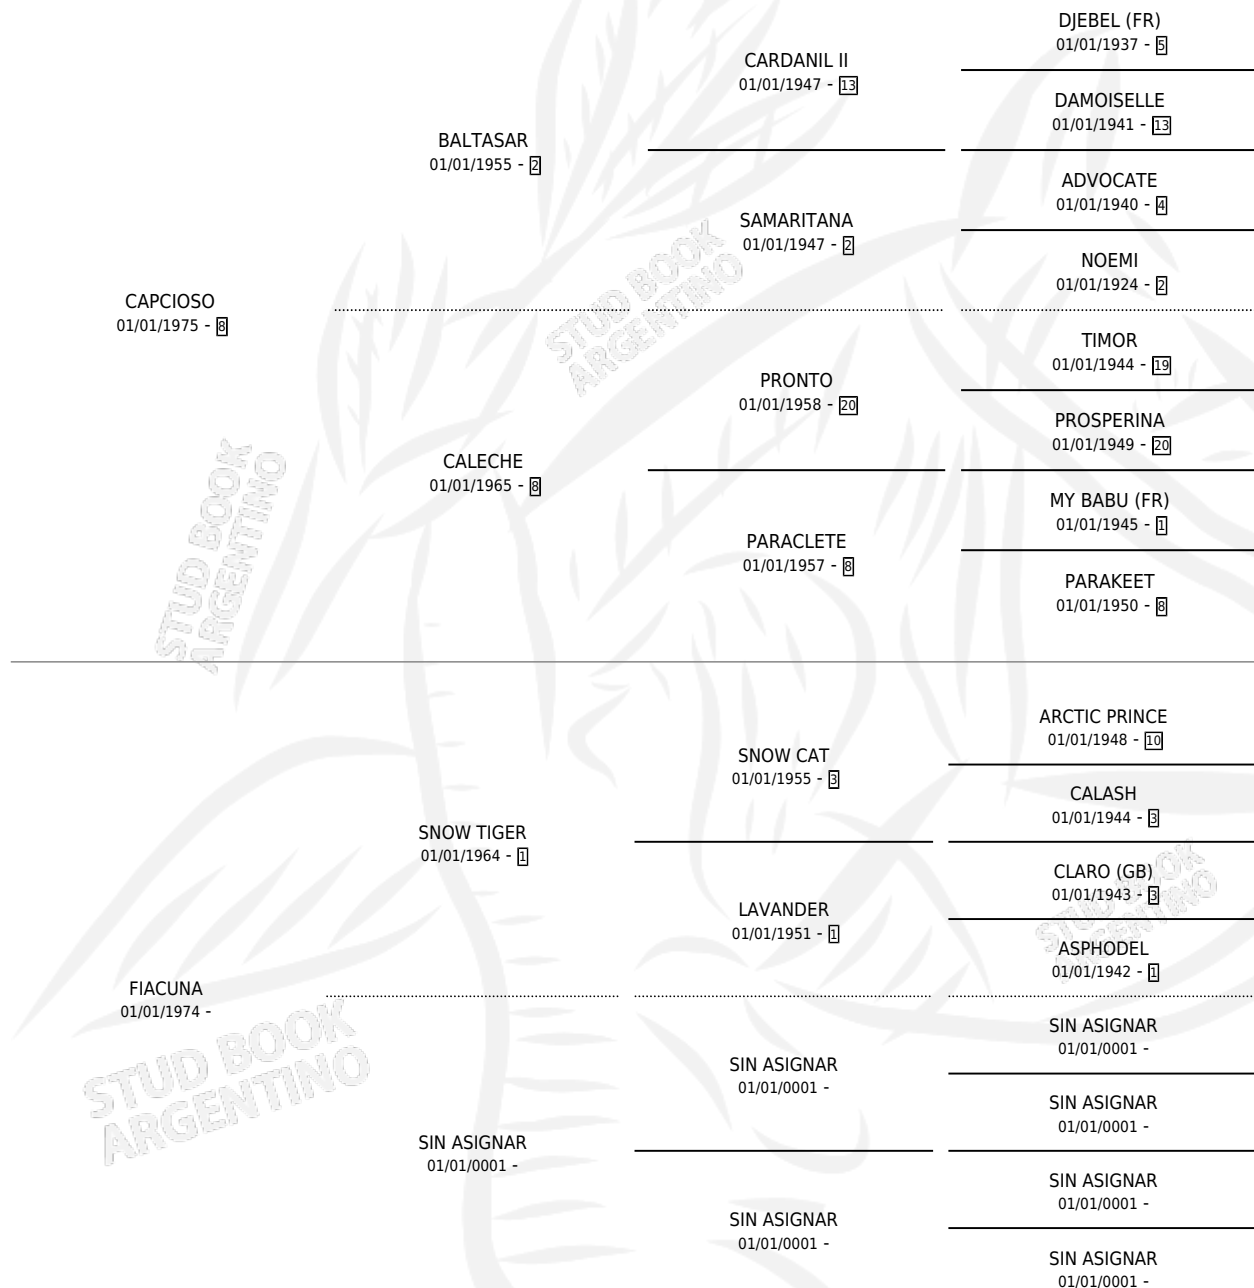 DJEBEL (FR)
01/01/1937 - 5
CARDANIL II
01/01/1947 - 13
DAMOISELLE
01/01/1941 - 13
BALTASAR
01/01/1955 - 2
ADVOCATE
01/01/1940 - 4
SAMARITANA
01/01/1947 - 2
NOEMI
01/01/1924 - 2
CAPCIOSO
01/01/1975 - 8
TIMOR
01/01/1944 - 19
PRONTO
01/01/1958 - 20
PROSPERINA
01/01/1949 - 20
CALECHE
01/01/1965 - 8
MY BABU (FR)
01/01/1945 - 1
PARACLETE
01/01/1957 - 8
PARAKEET
01/01/1950 - 8
ARCTIC PRINCE
01/01/1948 - 10
SNOW CAT
01/01/1955 - 3
CALASH
01/01/1944 - 3
SNOW TIGER
01/01/1964 - 1
CLARO (GB)
01/01/1943 - 3
LAVANDER
01/01/1951 - 1
ASPHODEL
01/01/1942 - 1
FIACUNA
01/01/1974 -
SIN ASIGNAR
01/01/0001 -
SIN ASIGNAR
01/01/0001 -
SIN ASIGNAR
01/01/0001 -
SIN ASIGNAR
01/01/0001 -
SIN ASIGNAR
01/01/0001 -
SIN ASIGNAR
01/01/0001 -
SIN ASIGNAR
01/01/0001 -
STUD BOOK
ARGENTINO
STUD BOOK
ARGENTINO
STUD BOOK
ARGENTINO
STUD BOOK
ARGENTINO